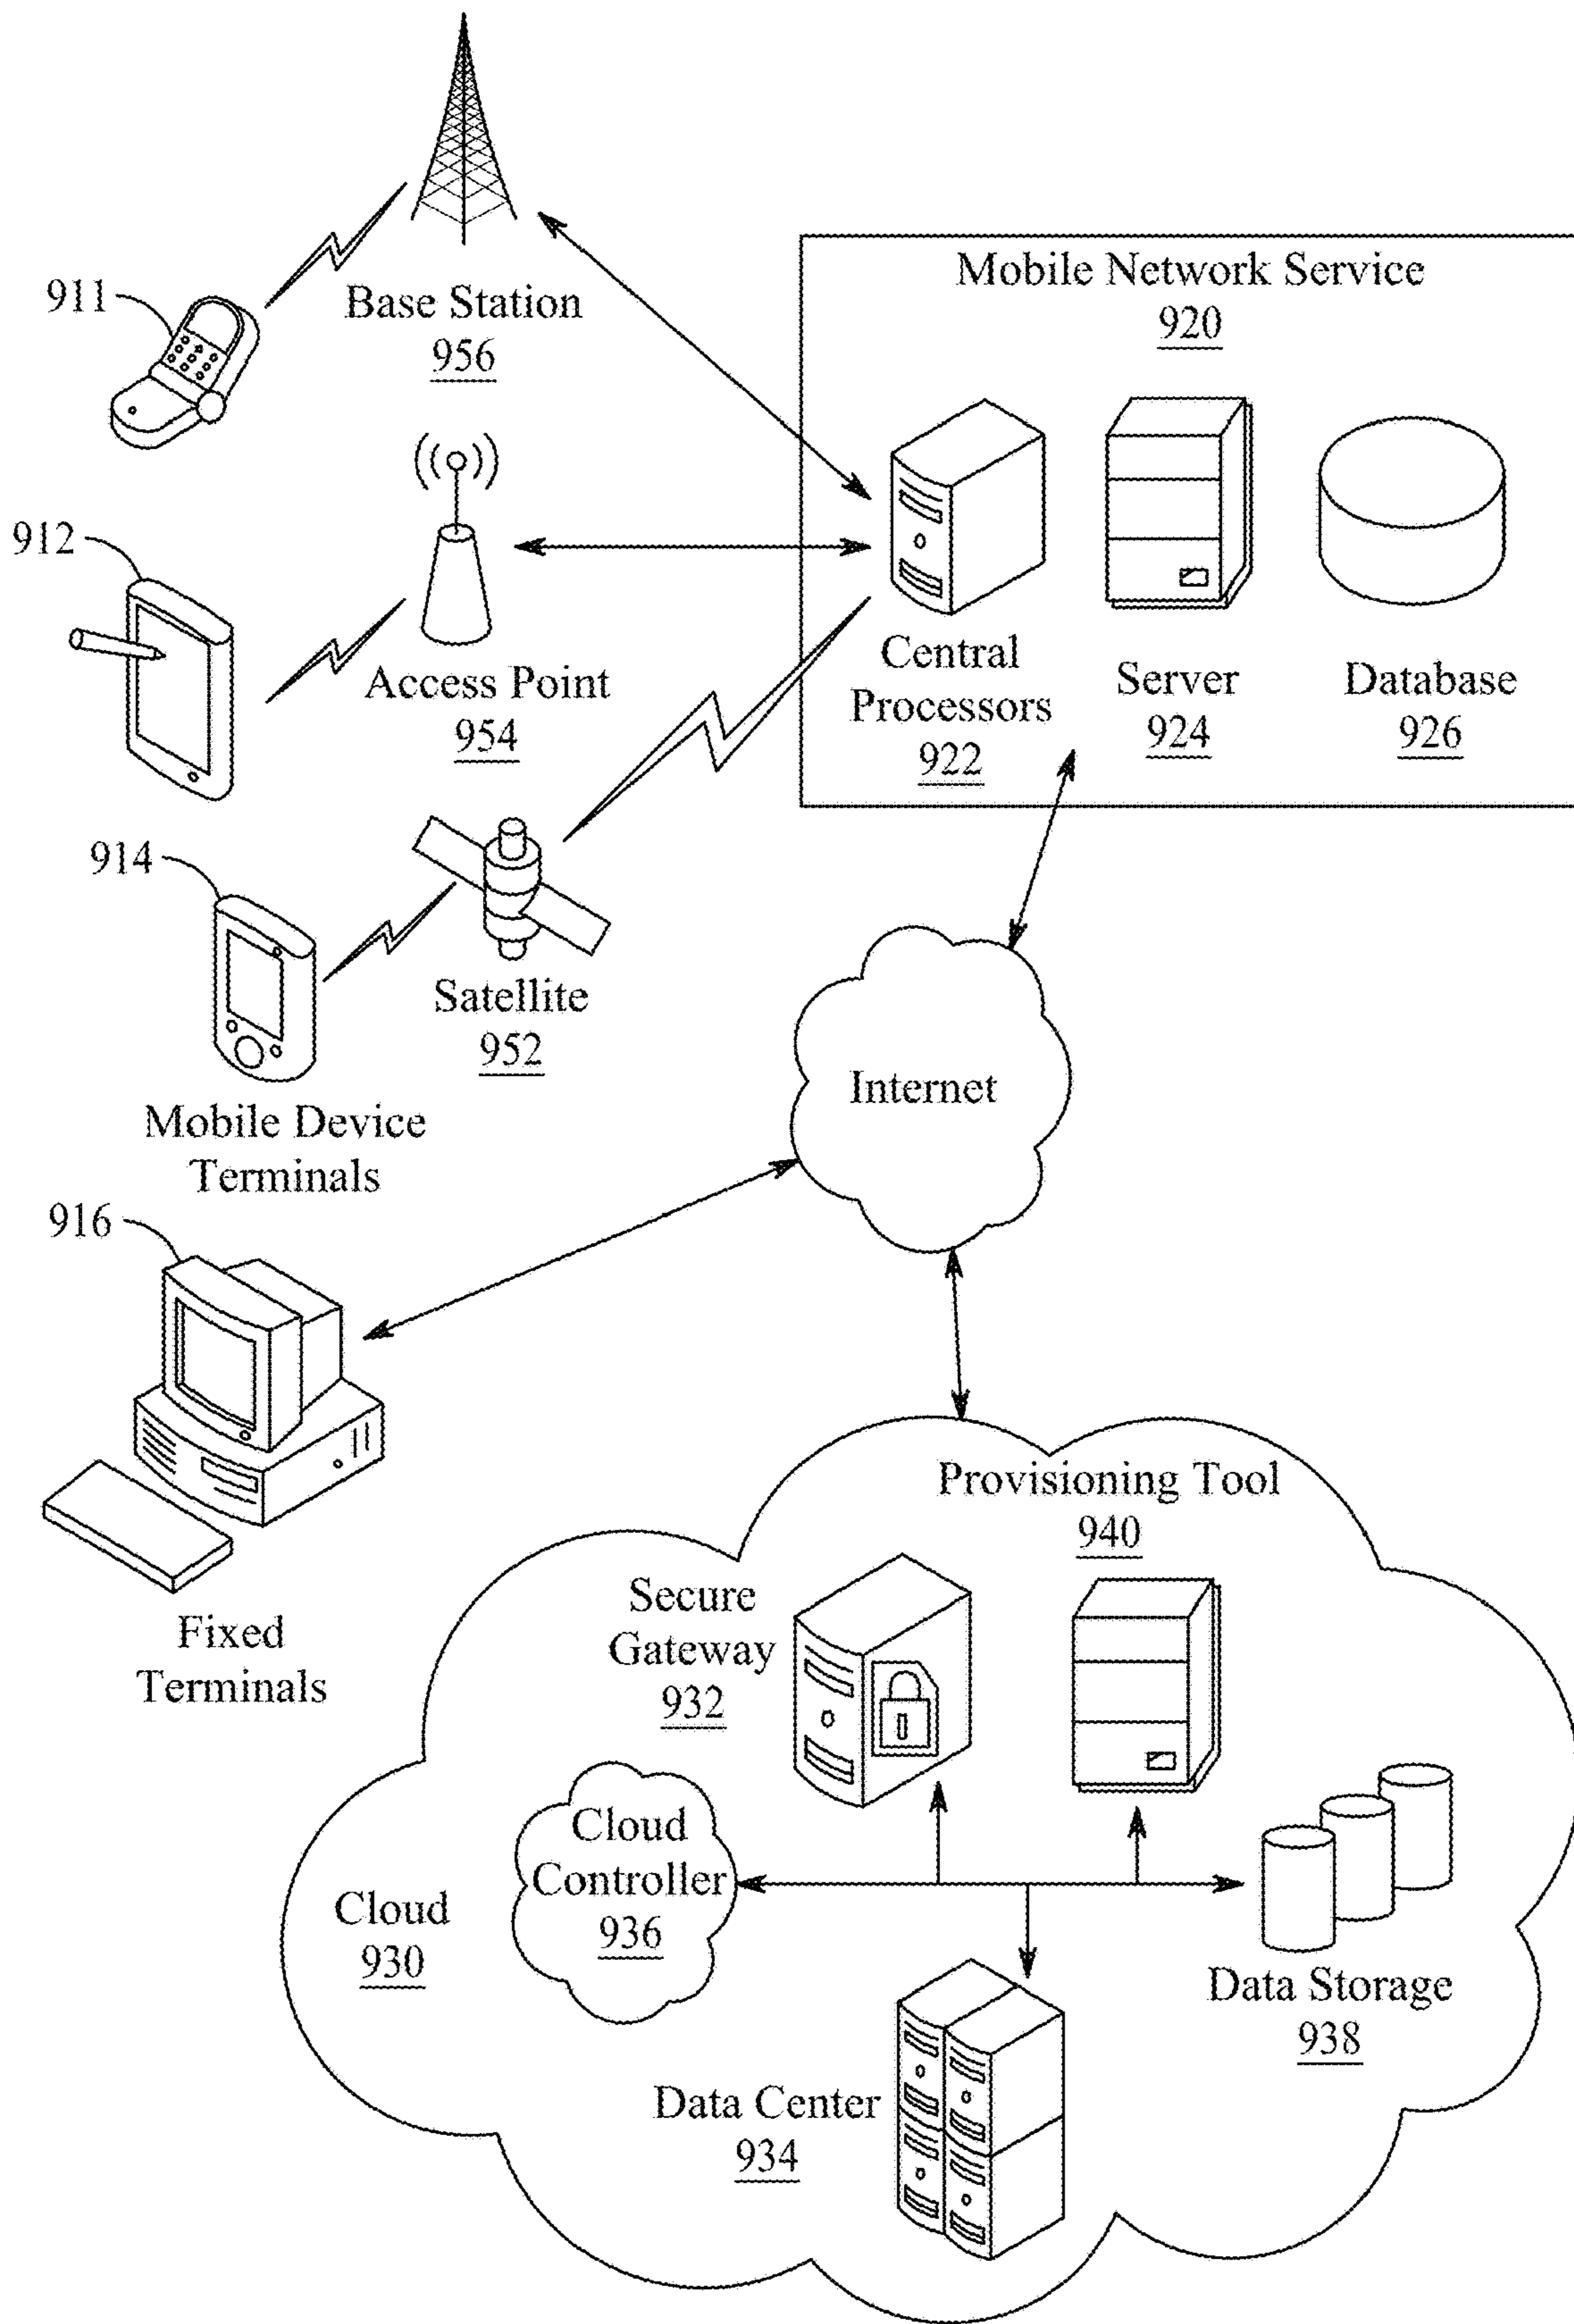 911
Base Station
956
Mobile Network Service
920
912
Access Point
954
Central
Processors
922
Server
924
Database
926
914
Satellite
952
Mobile Device
Terminals
Internet
916
Fixed
Terminals
Provisioning Tool
940
Secure
Gateway
932
Cloud
Controller
936
Cloud
930
Data Storage
938
Data Center
934